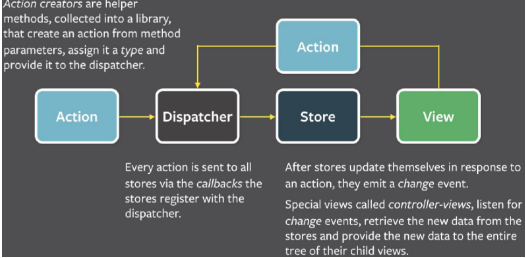 Action creators are helper
methods, collected into a library,
that create an action from method
parameters, assign it a type and
provide it to the dispatcher.
Action
Action
Dispatcher
Store
View
Every action is sent to all
stores via the callbacks the
stores register with the
dispatcher.
After stores update themselves in response to
an action, they emit a change event.
Special views called controller-views, listen for
change events, retrieve the new data from the
stores and provide the new data to the entire
tree of their child views.